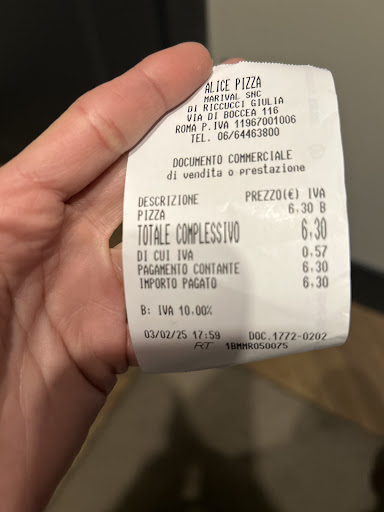 ALICE PIZZA
MARIVAL SNC
DI RICCUCCI GIULIA
VIA DI BOCCEA 116
ROMA P.IVA 11967001006
TEL. 06/64463800
DOCUMENTO COMMERCIALE
di vendita o prestazione
DESCRIZIONE PREZZO(€) IVA
PIZZA 6,30 B
TOTALE COMPLESSIVO 6,30
DI CUI IVA 0,57
PAGAMENTO CONTANTE 6,30
IMPORTO PAGATO 6,30
B: IVA 10,00%
03/02/25 17:59 DOC.1772-0202
RT 1BMMR050075